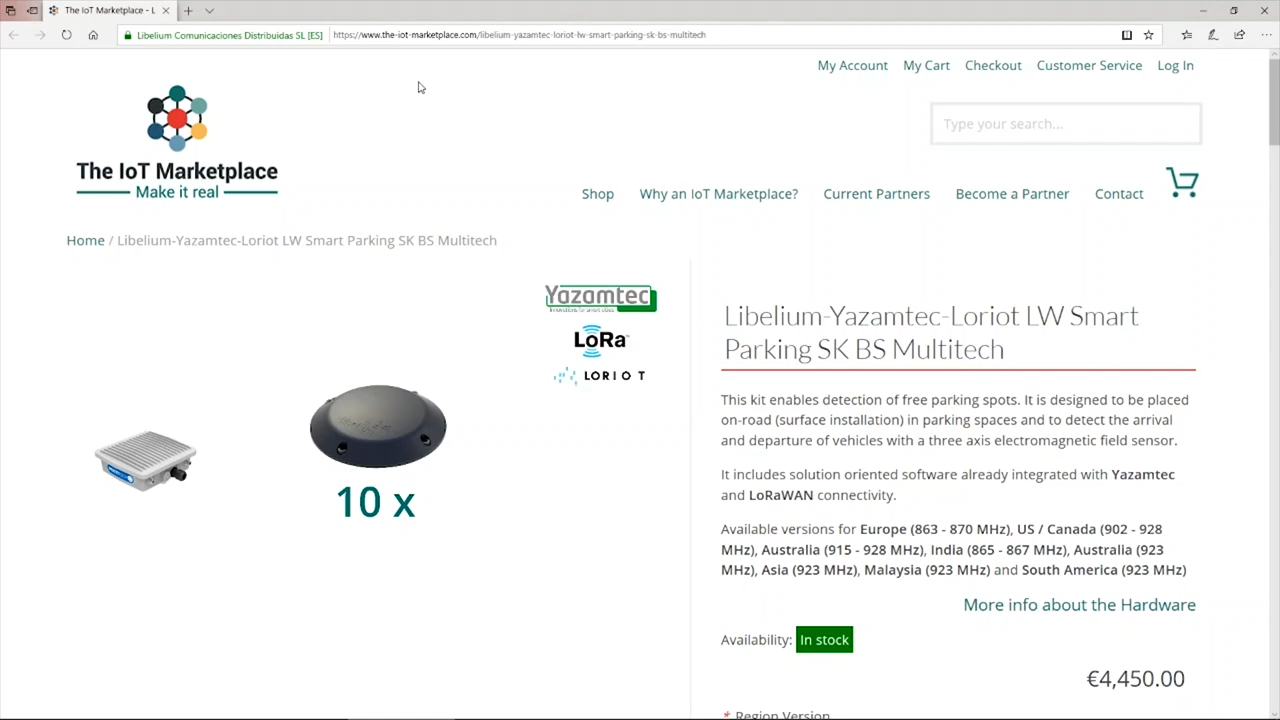 The IoT Marketplace - L
Libelium Comunicaciones Distribuidas SL [ES]
https://www.the-iot-marketplace.com/libelium-yazamtec-loriot-lw-smart-parking-sk-bs-multitech
My Account My Cart Checkout Customer Service Log In
Type your search...
The IoT Marketplace
Make it real
Shop Why an IoT Marketplace? Current Partners Become a Partner Contact
Home / Libelium-Yazamtec-Loriot LW Smart Parking SK BS Multitech
Yazamtec
LoRa
LORIOT
10 x
Libelium-Yazamtec-Loriot LW Smart
Parking SK BS Multitech
This kit enables detection of free parking spots. It is designed to be placed
on-road (surface installation) in parking spaces and to detect the arrival
and departure of vehicles with a three axis electromagnetic field sensor.
It includes solution oriented software already integrated with Yazamtec
and LoRaWAN connectivity.
Available versions for Europe (863 - 870 MHz), US / Canada (902 - 928
MHz), Australia (915 - 928 MHz), India (865 - 867 MHz), Australia (923
MHz), Asia (923 MHz), Malaysia (923 MHz) and South America (923 MHz)
More info about the Hardware
Availability: In stock
€4,450.00
* Region Version